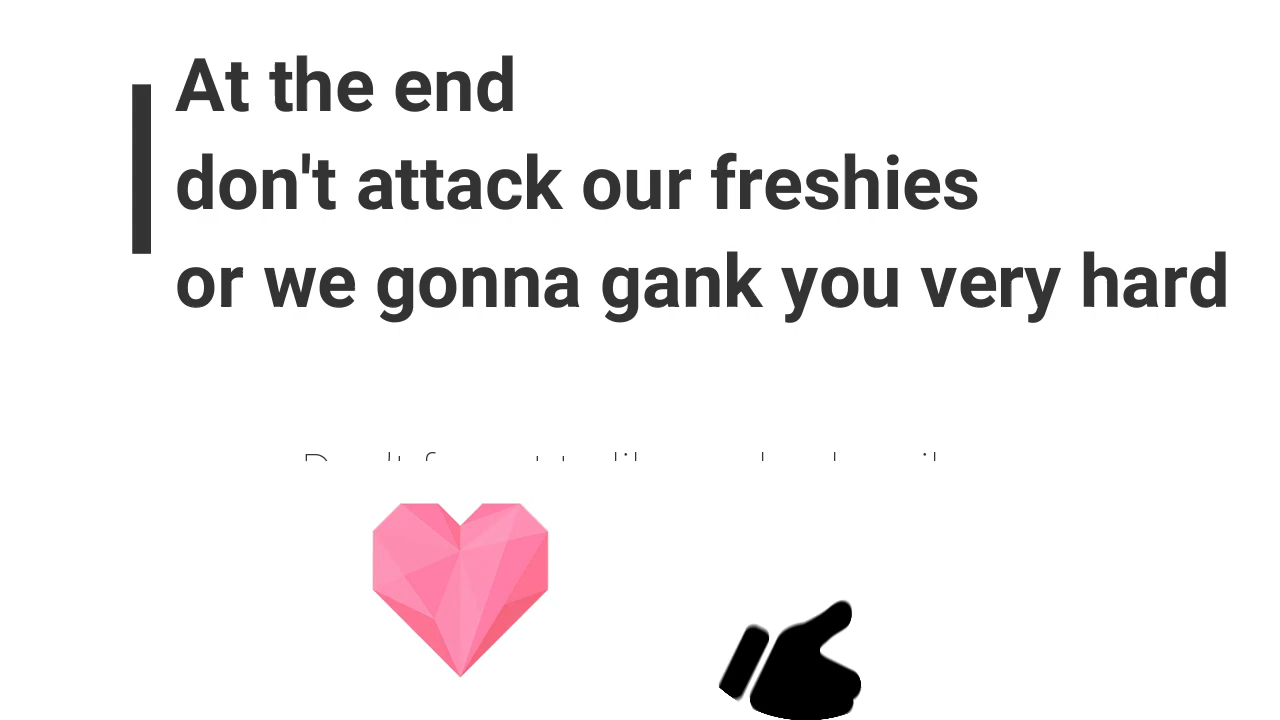 At the end
don't attack our freshies
or we gonna gank you very hard